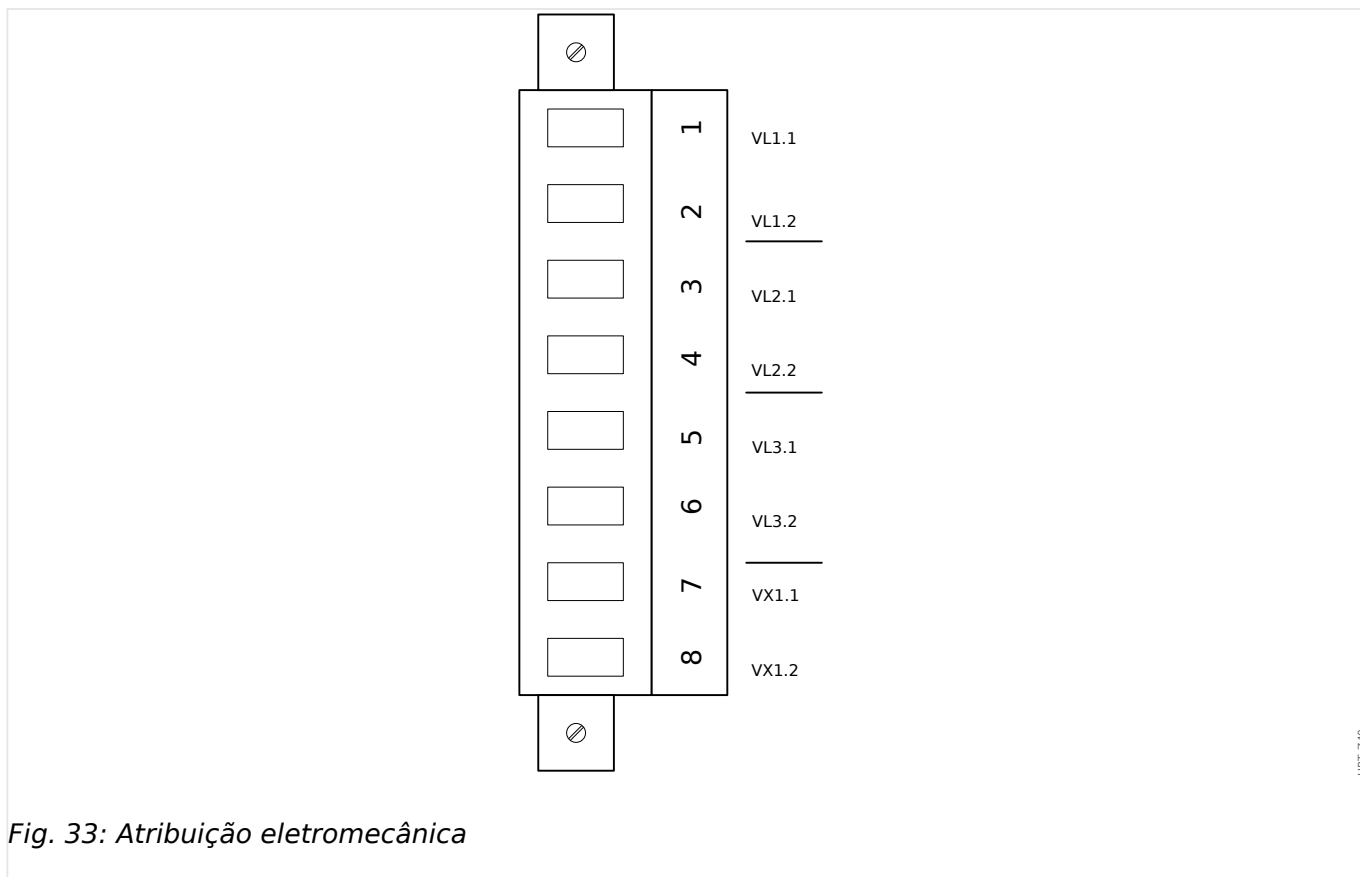 1 VL1.1
2 VL1.2
3 VL2.1
4 VL2.2
5 VL3.1
6 VL3.2
7 VX1.1
8 VX1.2
Fig. 33: Atribuição eletromecânica